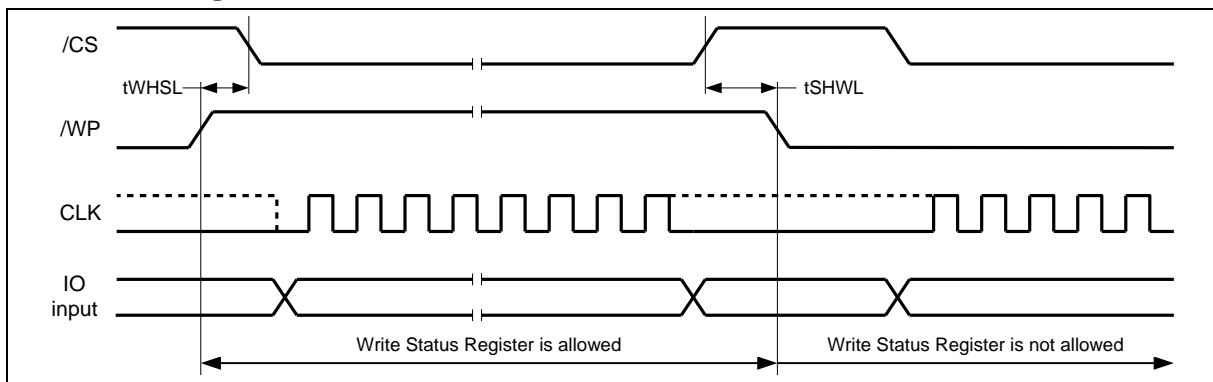 /CS
tWHSL
tSHWL
/WP
CLK
IO
input
Write Status Register is allowed
Write Status Register is not allowed